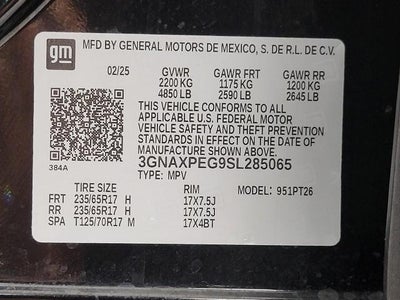 gm
MFD BY GENERAL MOTORS DE MEXICO, S. DE R.L. DE C.V.
02/25 GVWR GAWR FRT GAWR RR
2200 KG 1175 KG 1200 KG
4850 LB 2590 LB 2645 LB
THIS VEHICLE CONFORMS TO ALL
APPLICABLE U.S. FEDERAL MOTOR
VEHICLE SAFETY AND THEFT PREVENTION
STANDARDS IN EFFECT ON THE DATE OF
MANUFACTURE SHOWN ABOVE.
384A 3GNAXPEG9SL285065
TYPE: MPV
TIRE SIZE RIM MODEL: 951PT26
FRT 235/65R17 H 17X7.5J
RR 235/65R17 H 17X7.5J
SPA T125/70R17 M 17X4BT